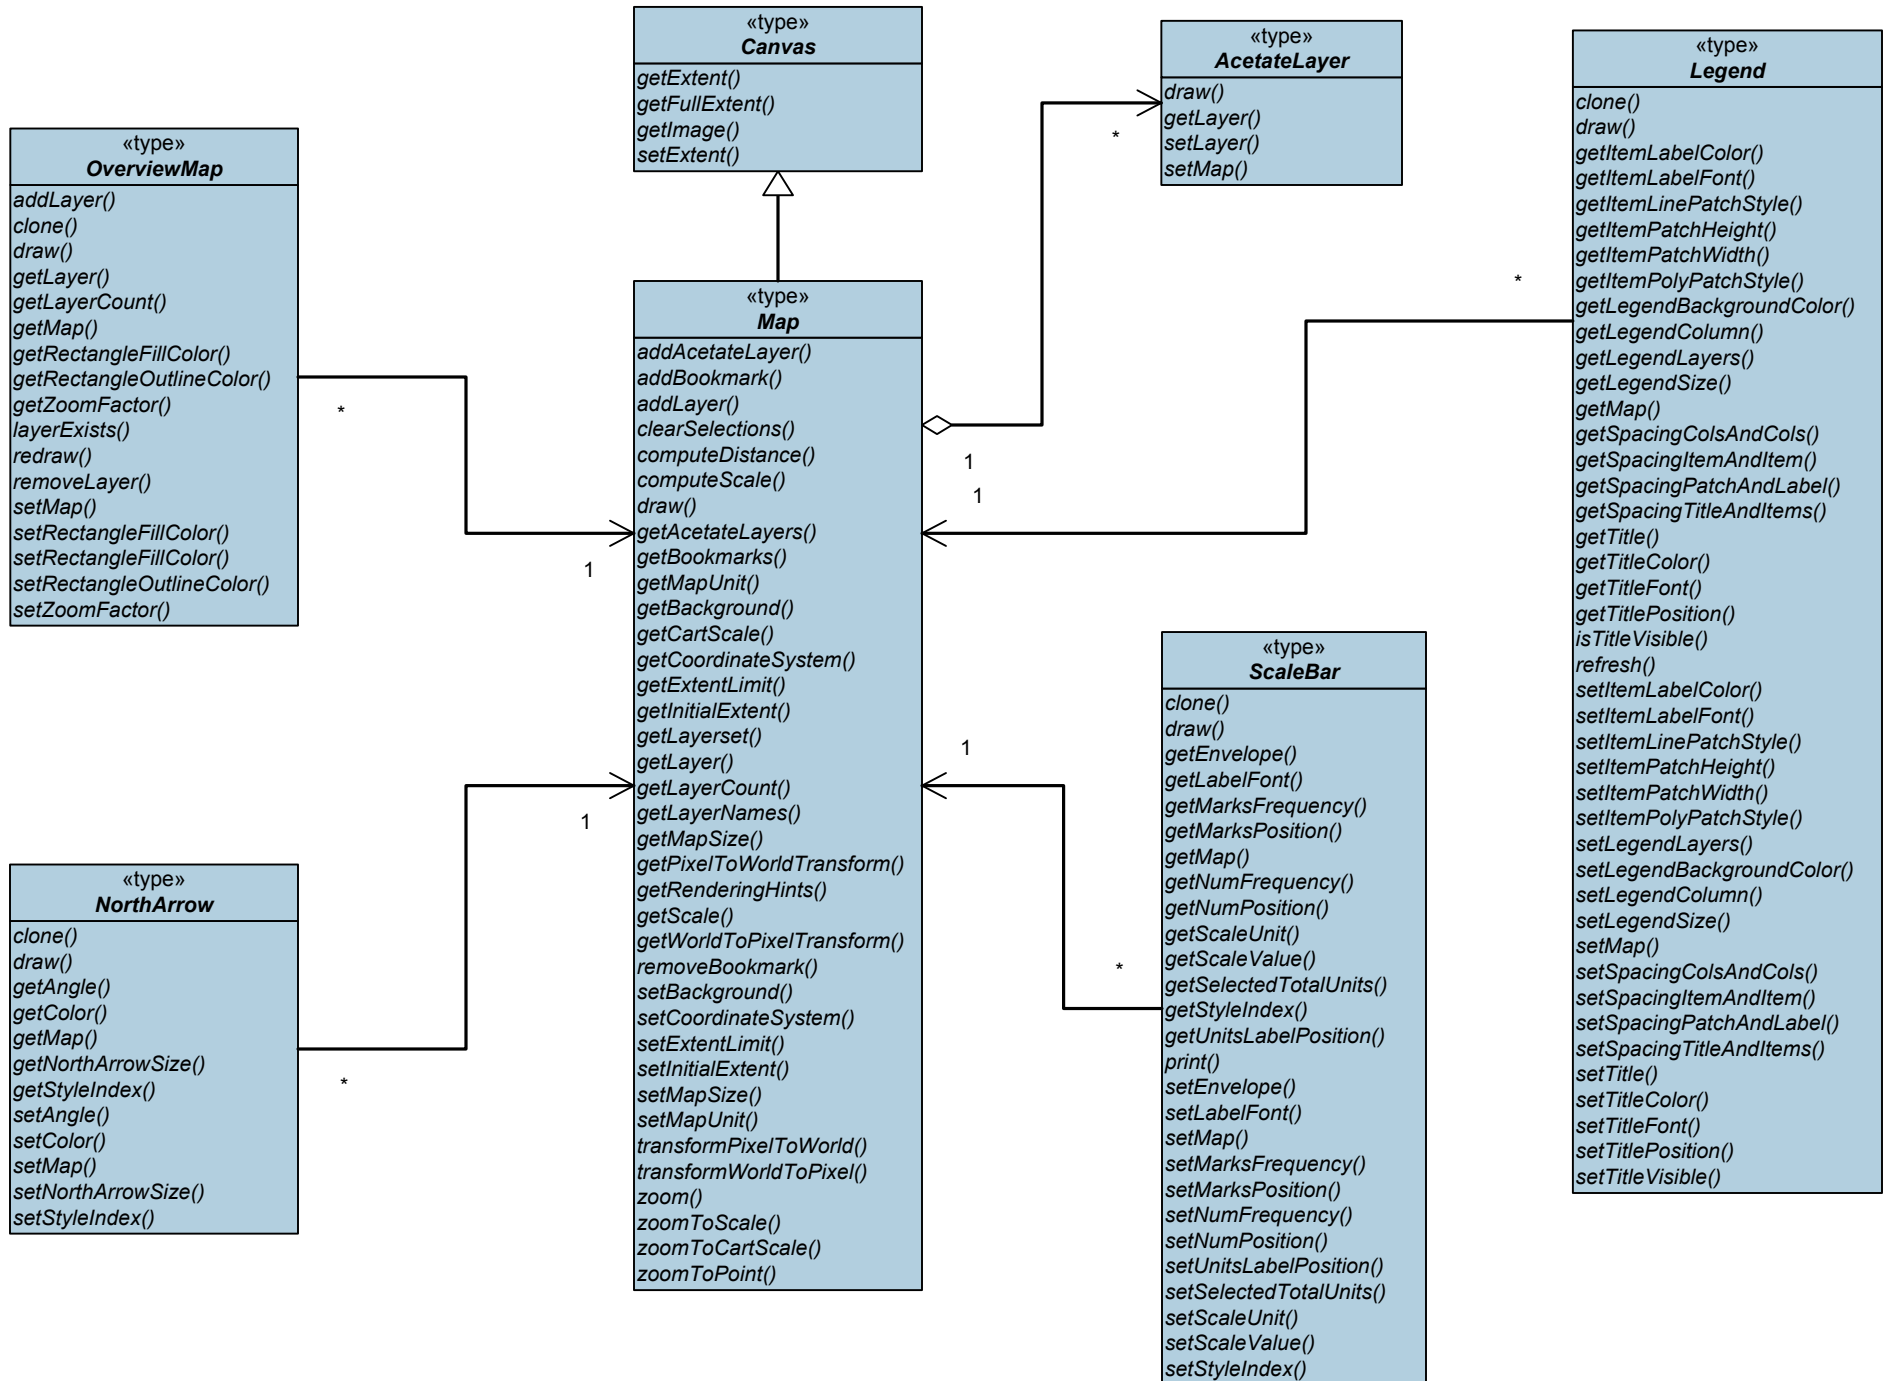 «type»
Canvas
getExtent()
getFullExtent()
getImage()
setExtent()
«type»
AcetateLayer
draw()
getLayer()
setLayer()
setMap()
*
«type»
Legend
clone()
draw()
getItemLabelColor()
getItemLabelFont()
getItemLinePatchStyle()
getItemPatchHeight()
getItemPatchWidth()
getItemPolyPatchStyle()
getLegendBackgroundColor()
getLegendColumn()
getLegendLayers()
getLegendSize()
getMap()
getSpacingColsAndCols()
getSpacingItemAndItem()
getSpacingPatchAndLabel()
getSpacingTitleAndItems()
getTitle()
getTitleColor()
getTitleFont()
getTitlePosition()
isTitleVisible()
refresh()
setItemLabelColor()
setItemLabelFont()
setItemLinePatchStyle()
setItemPatchHeight()
setItemPatchWidth()
setItemPolyPatchStyle()
setLegendLayers()
setLegendBackgroundColor()
setLegendColumn()
setLegendSize()
setMap()
setSpacingColsAndCols()
setSpacingItemAndItem()
setSpacingPatchAndLabel()
setSpacingTitleAndItems()
setTitle()
setTitleColor()
setTitleFont()
setTitlePosition()
setTitleVisible()
*
«type»
OverviewMap
addLayer()
clone()
draw()
getLayer()
getLayerCount()
getMap()
getRectangleFillColor()
getRectangleOutlineColor()
getZoomFactor()
layerExists()
redraw()
removeLayer()
setMap()
setRectangleFillColor()
setRectangleFillColor()
setRectangleOutlineColor()
setZoomFactor()
*
1
«type»
Map
addAcetateLayer()
addBookmark()
addLayer()
clearSelections()
computeDistance()
computeScale()
draw()
getAcetateLayers()
getBookmarks()
getMapUnit()
getBackground()
getCartScale()
getCoordinateSystem()
getExtentLimit()
getInitialExtent()
getLayerset()
getLayer()
getLayerCount()
getLayerNames()
getMapSize()
getPixelToWorldTransform()
getRenderingHints()
getScale()
getWorldToPixelTransform()
removeBookmark()
setBackground()
setCoordinateSystem()
setExtentLimit()
setInitialExtent()
setMapSize()
setMapUnit()
transformPixelToWorld()
transformWorldToPixel()
zoom()
zoomToScale()
zoomToCartScale()
zoomToPoint()
1
1
1
*
«type»
ScaleBar
clone()
draw()
getEnvelope()
getLabelFont()
getMarksFrequency()
getMarksPosition()
getMap()
getNumFrequency()
getNumPosition()
getScaleUnit()
getScaleValue()
getSelectedTotalUnits()
getStyleIndex()
getUnitsLabelPosition()
print()
setEnvelope()
setLabelFont()
setMap()
setMarksFrequency()
setMarksPosition()
setNumFrequency()
setNumPosition()
setUnitsLabelPosition()
setSelectedTotalUnits()
setScaleUnit()
setScaleValue()
setStyleIndex()
1
«type»
NorthArrow
clone()
draw()
getAngle()
getColor()
getMap()
getNorthArrowSize()
getStyleIndex()
setAngle()
setColor()
setMap()
setNorthArrowSize()
setStyleIndex()
*